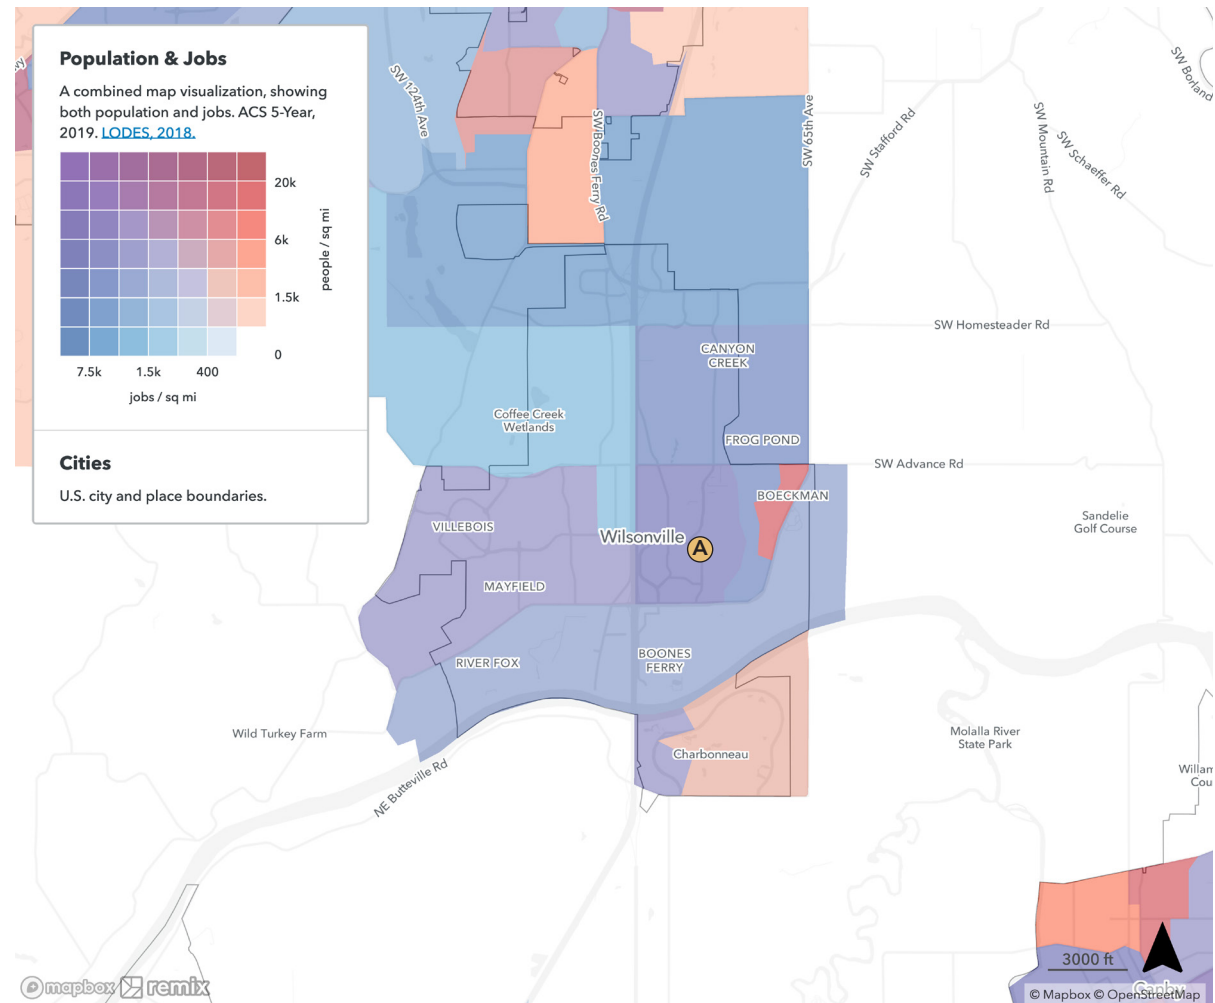 Population & Jobs
A combined map visualization, showing
both population and jobs. ACS 5-Year,
2019. LODES, 2018.
20k
6k
1.5k
0
people / sq mi
7.5k 1.5k 400
jobs / sq mi
Cities
U.S. city and place boundaries.
SW 124th Ave
SW Boones Ferry Rd
SW 65th Ave
SW Stafford Rd
SW Mountain Rd
SW Schaeffer Rd
SW Borland
SW Homesteader Rd
CANYON
CREEK
Coffee Creek
Wetlands
FROG POND
SW Advance Rd
BOECKMAN
VILLEBOIS
Sandelie
Golf Course
Wilsonville
A
MAYFIELD
RIVER FOX
BOONES
FERRY
Wild Turkey Farm
Charbonneau
Molalla River
State Park
Willam
Cou
NE Butteville Rd
3000 ft
Canby
mapbox remix
© Mapbox © OpenStreetMap